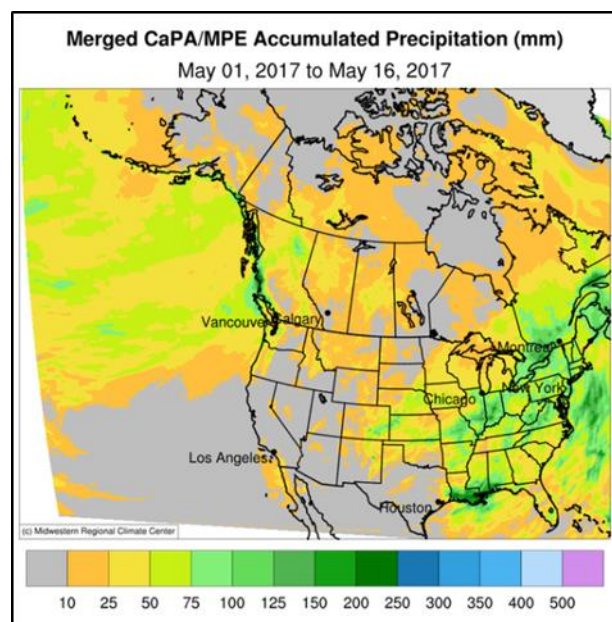 Merged CaPA/MPE Accumulated Precipitation (mm)
May 01, 2017 to May 16, 2017
Vancouver
Calgary
Montreal
New York
Chicago
Los Angeles
Houston
(c) Midwestern Regional Climate Center
10 25 50 75 100 125 150 200 250 300 350 400 500